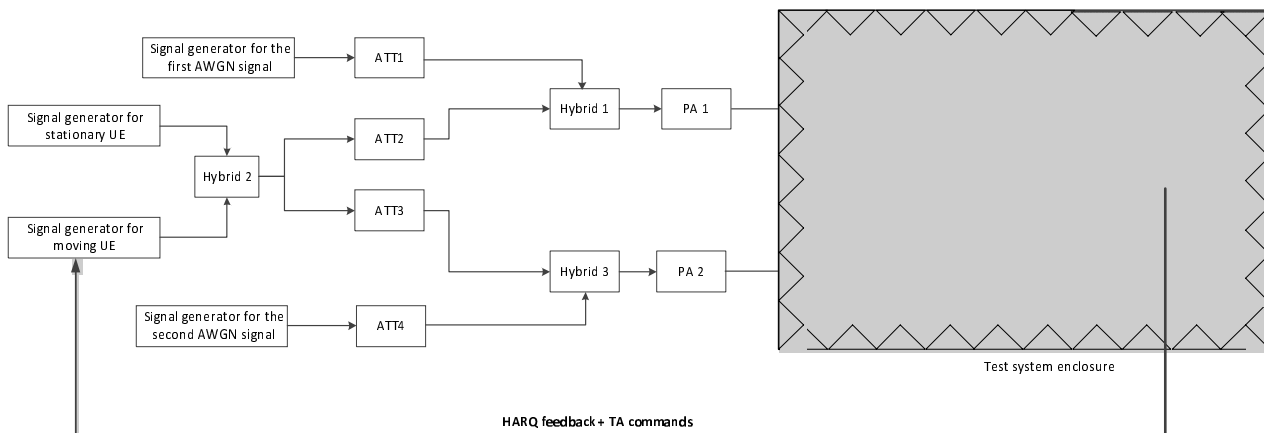 Signal generator for the
first AWGN signal
ATT1
Hybrid 1
PA 1
Signal generator for
stationary UE
ATT2
Hybrid 2
ATT3
Signal generator for
moving UE
Hybrid 3
PA 2
Signal generator for the
second AWGN signal
ATT4
Test system enclosure
HARQ feedback + TA commands